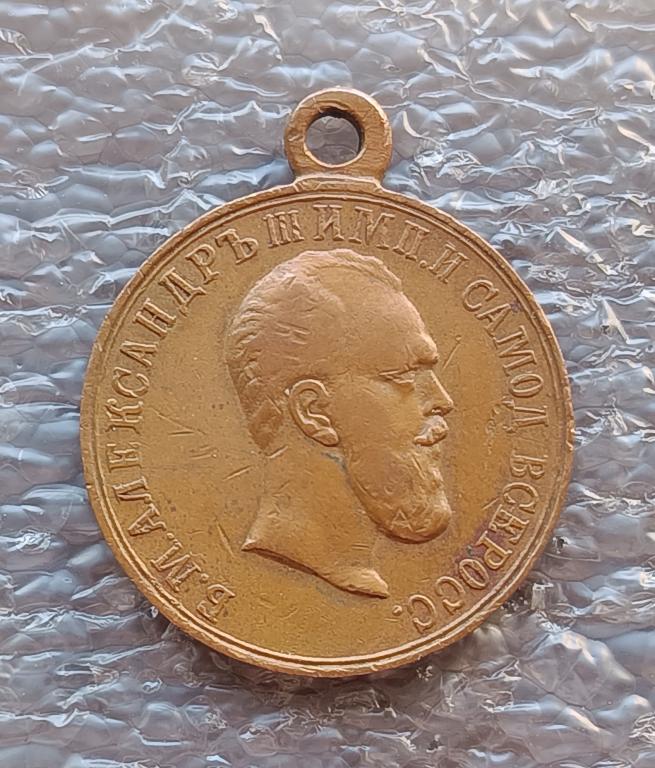 Б. М. АЛЕКСАНДРЪ III ИМП. И САМОД. ВСЕРОСС.